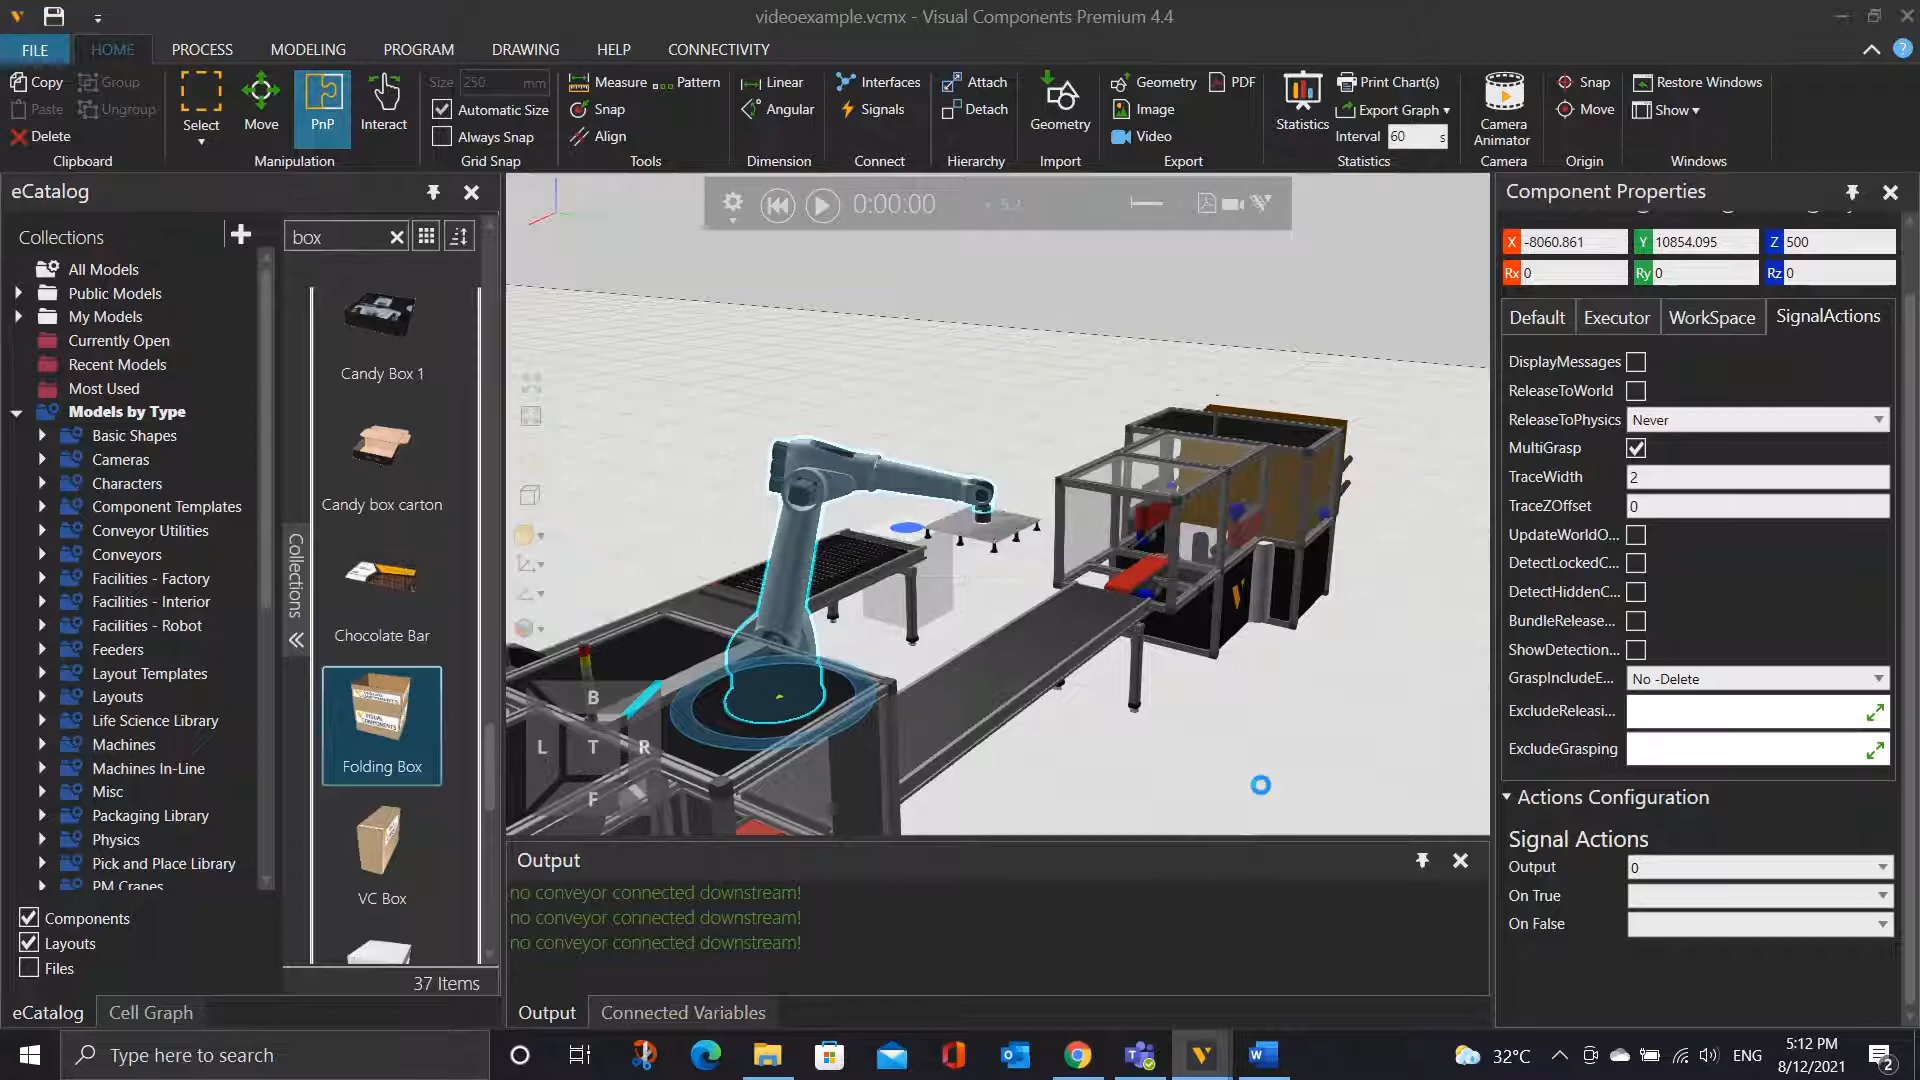 videoexample.vcmx - Visual Components Premium 4.4
FILE HOME PROCESS MODELING PROGRAM DRAWING HELP CONNECTIVITY
Copy Group
Paste Ungroup
Delete
Clipboard
Select Move PnP Interact
Manipulation
Size 250 mm
Automatic Size
Always Snap
Grid Snap
Measure Pattern
Snap
Align
Tools
Linear
Angular
Dimension
Interfaces
Signals
Connect
Attach
Detach
Hierarchy
Geometry
Import
Geometry PDF
Image
Video
Export
Statistics
Print Chart(s)
Export Graph
Interval 60 s
Statistics
Camera
Animator
Camera
Snap
Move
Origin
Restore Windows
Show
Windows
eCatalog
Collections
All Models
Public Models
My Models
Currently Open
Recent Models
Most Used
Models by Type
Basic Shapes
Cameras
Characters
Component Templates
Conveyor Utilities
Conveyors
Facilities - Factory
Facilities - Interior
Facilities - Robot
Feeders
Layout Templates
Layouts
Life Science Library
Machines
Machines In-Line
Misc
Packaging Library
Physics
Pick and Place Library
PM Cranes
Components
Layouts
Files
eCatalog Cell Graph
Collections
box
Candy Box 1
Candy box carton
Chocolate Bar
Folding Box
VC Box
37 Items
0:00:00
B
L T R
F
Output
no conveyor connected downstream!
no conveyor connected downstream!
no conveyor connected downstream!
Output Connected Variables
Component Properties
X -8060.861 Y 10854.095 Z 500
Rx 0 Ry 0 Rz 0
Default Executor WorkSpace SignalActions
DisplayMessages
ReleaseToWorld
ReleaseToPhysics Never
MultiGrasp
TraceWidth 2
TraceZOffset 0
UpdateWorldO...
DetectLockedC...
DetectHiddenC...
BundleRelease...
ShowDetection...
GraspIncludeE... No -Delete
ExcludeReleasi...
ExcludeGrasping
Actions Configuration
Signal Actions
Output 0
On True
On False
Type here to search
32°C ENG
5:12 PM
8/12/2021
2